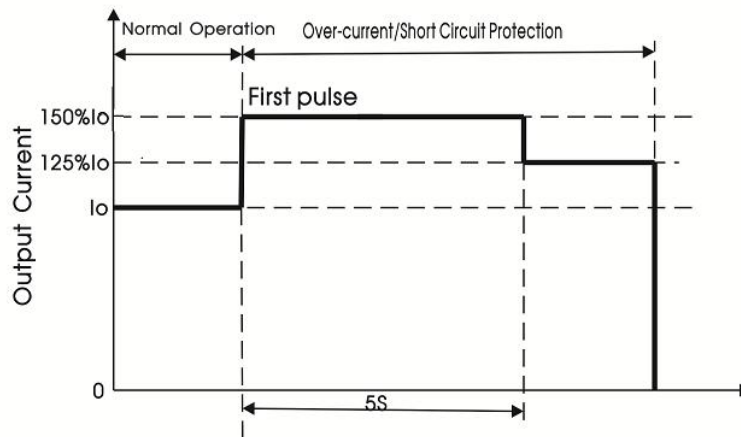 Normal Operation
Over-current/Short Circuit Protection
First pulse
150%Io
125%Io
Io
Output Current
0
5S